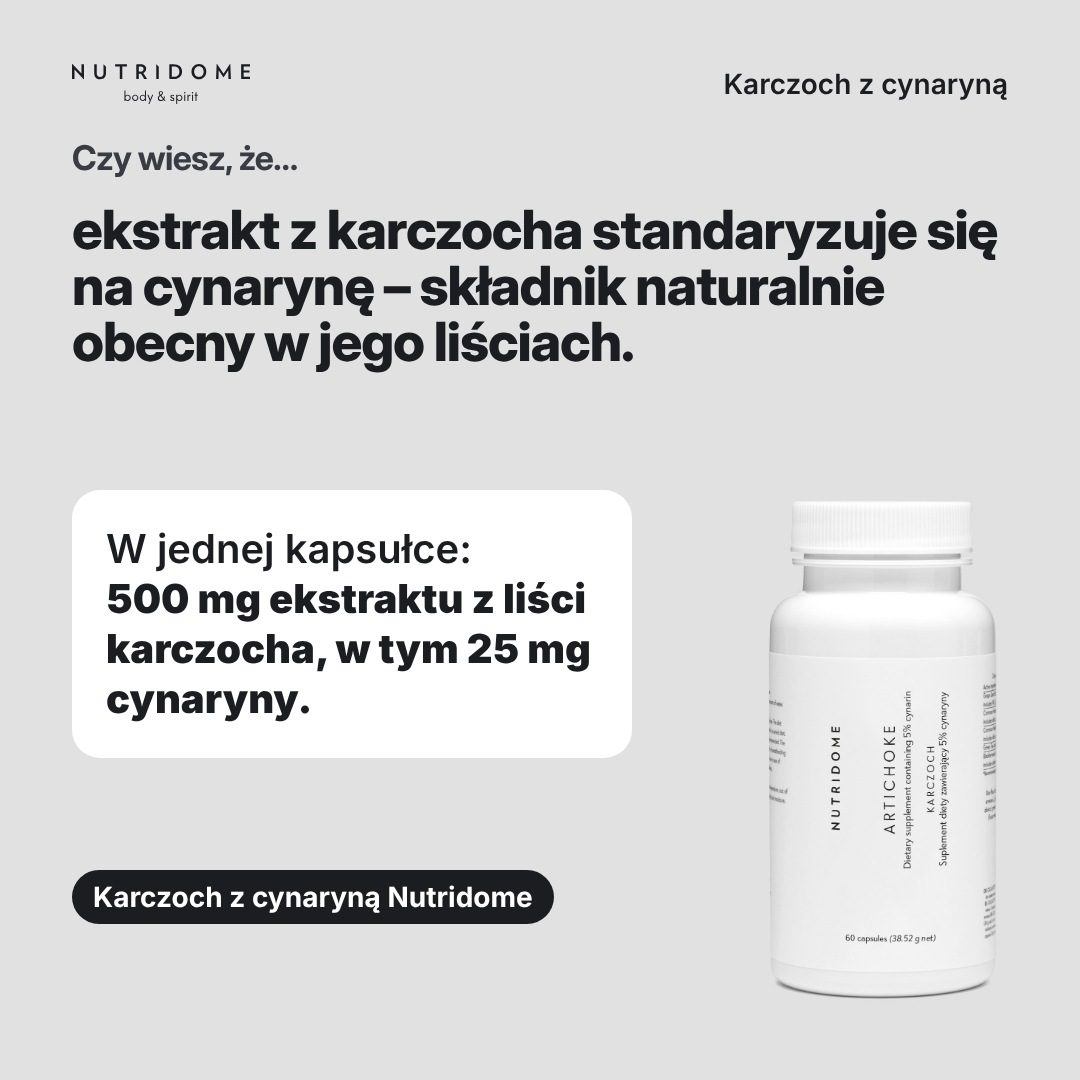 NUTRIDOME
body & spirit
Karczoch z cynaryną
Czy wiesz, że...
ekstrakt z karczocha standaryzuje się
na cynarynę – składnik naturalnie
obecny w jego liściach.
W jednej kapsułce:
500 mg ekstraktu z liści
karczocha, w tym 25 mg
cynaryny.
Karczoch z cynaryną Nutridome
NUTRIDOME
ARTICHOKE
Dietary supplement containing 5% cynarin
KARCZOCH
Suplement diety zawierający 5% cynaryny
60 capsules (38.52 g net)